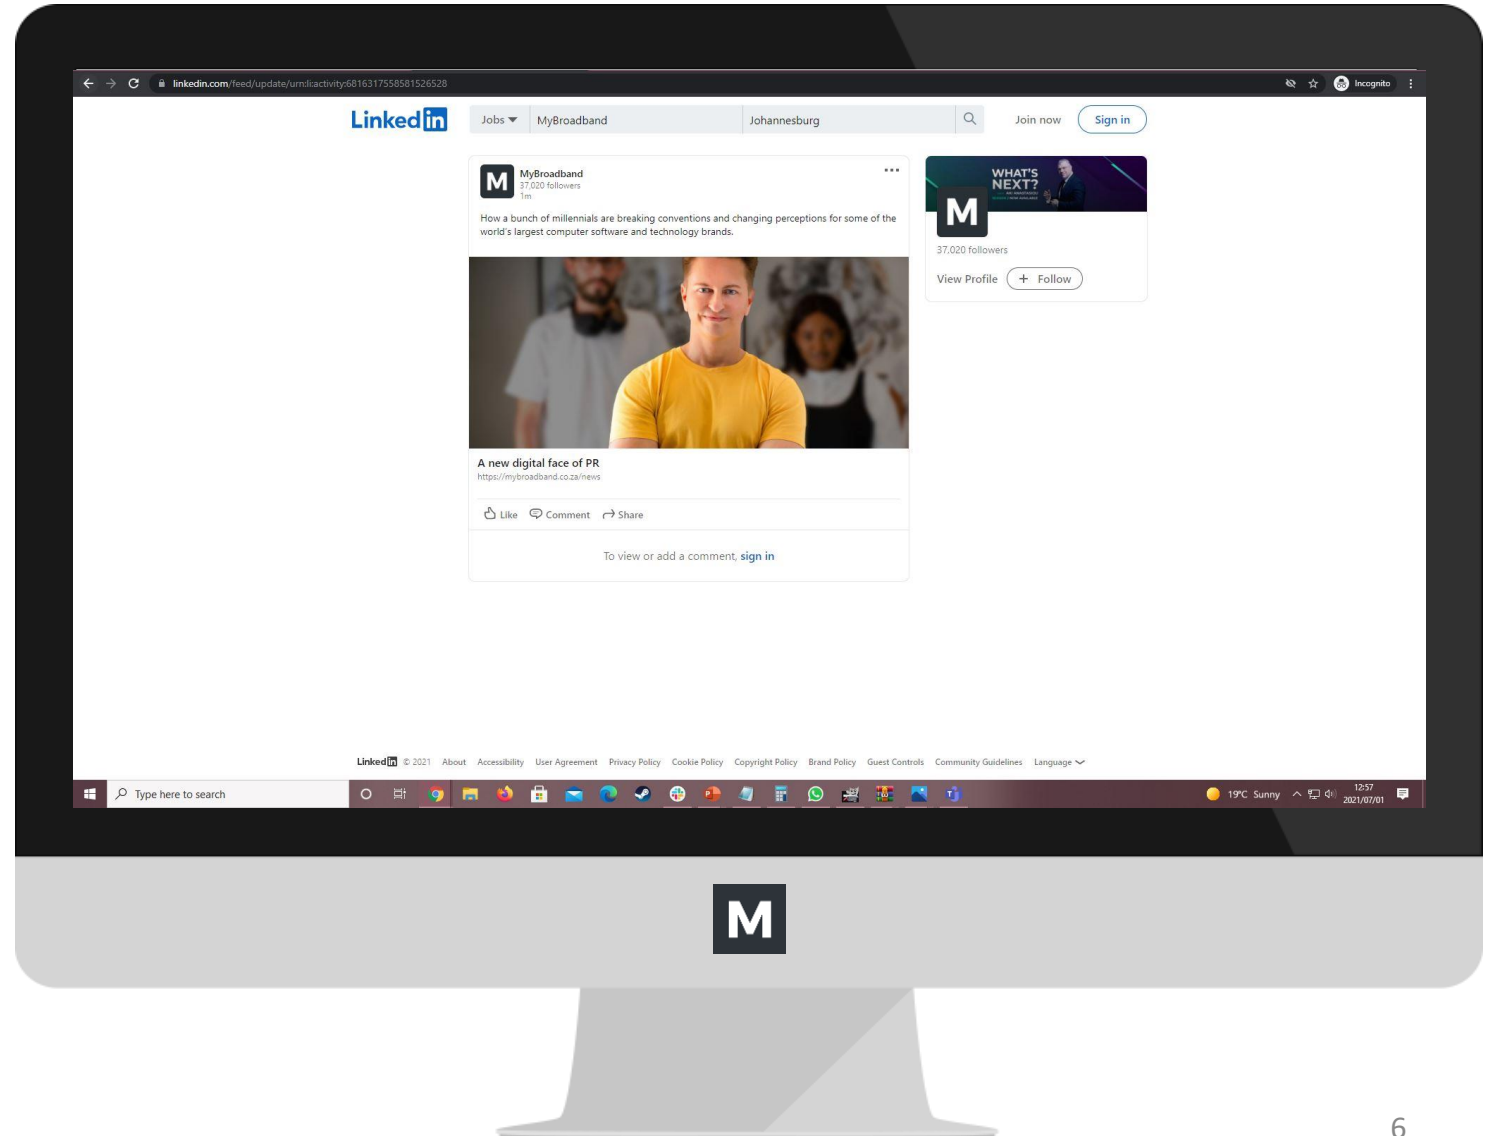 linkedin.com/feed/update/urn:li:activity:6816317558581526528
Incognito
Linked in
Jobs
MyBroadband
Johannesburg
Join now
Sign in
M
MyBroadband
37,020 followers
1m
How a bunch of millennials are breaking conventions and changing perceptions for some of the
world's largest computer software and technology brands.
A new digital face of PR
https://mybroadband.co.za/news
Like
Comment
Share
To view or add a comment, sign in
WHAT'S
NEXT?
M
37,020 followers
View Profile
+ Follow
Linked in © 2021 About Accessibility User Agreement Privacy Policy Cookie Policy Copyright Policy Brand Policy Guest Controls Community Guidelines Language
Type here to search
19°C Sunny
12:57
2021/07/01
M
6